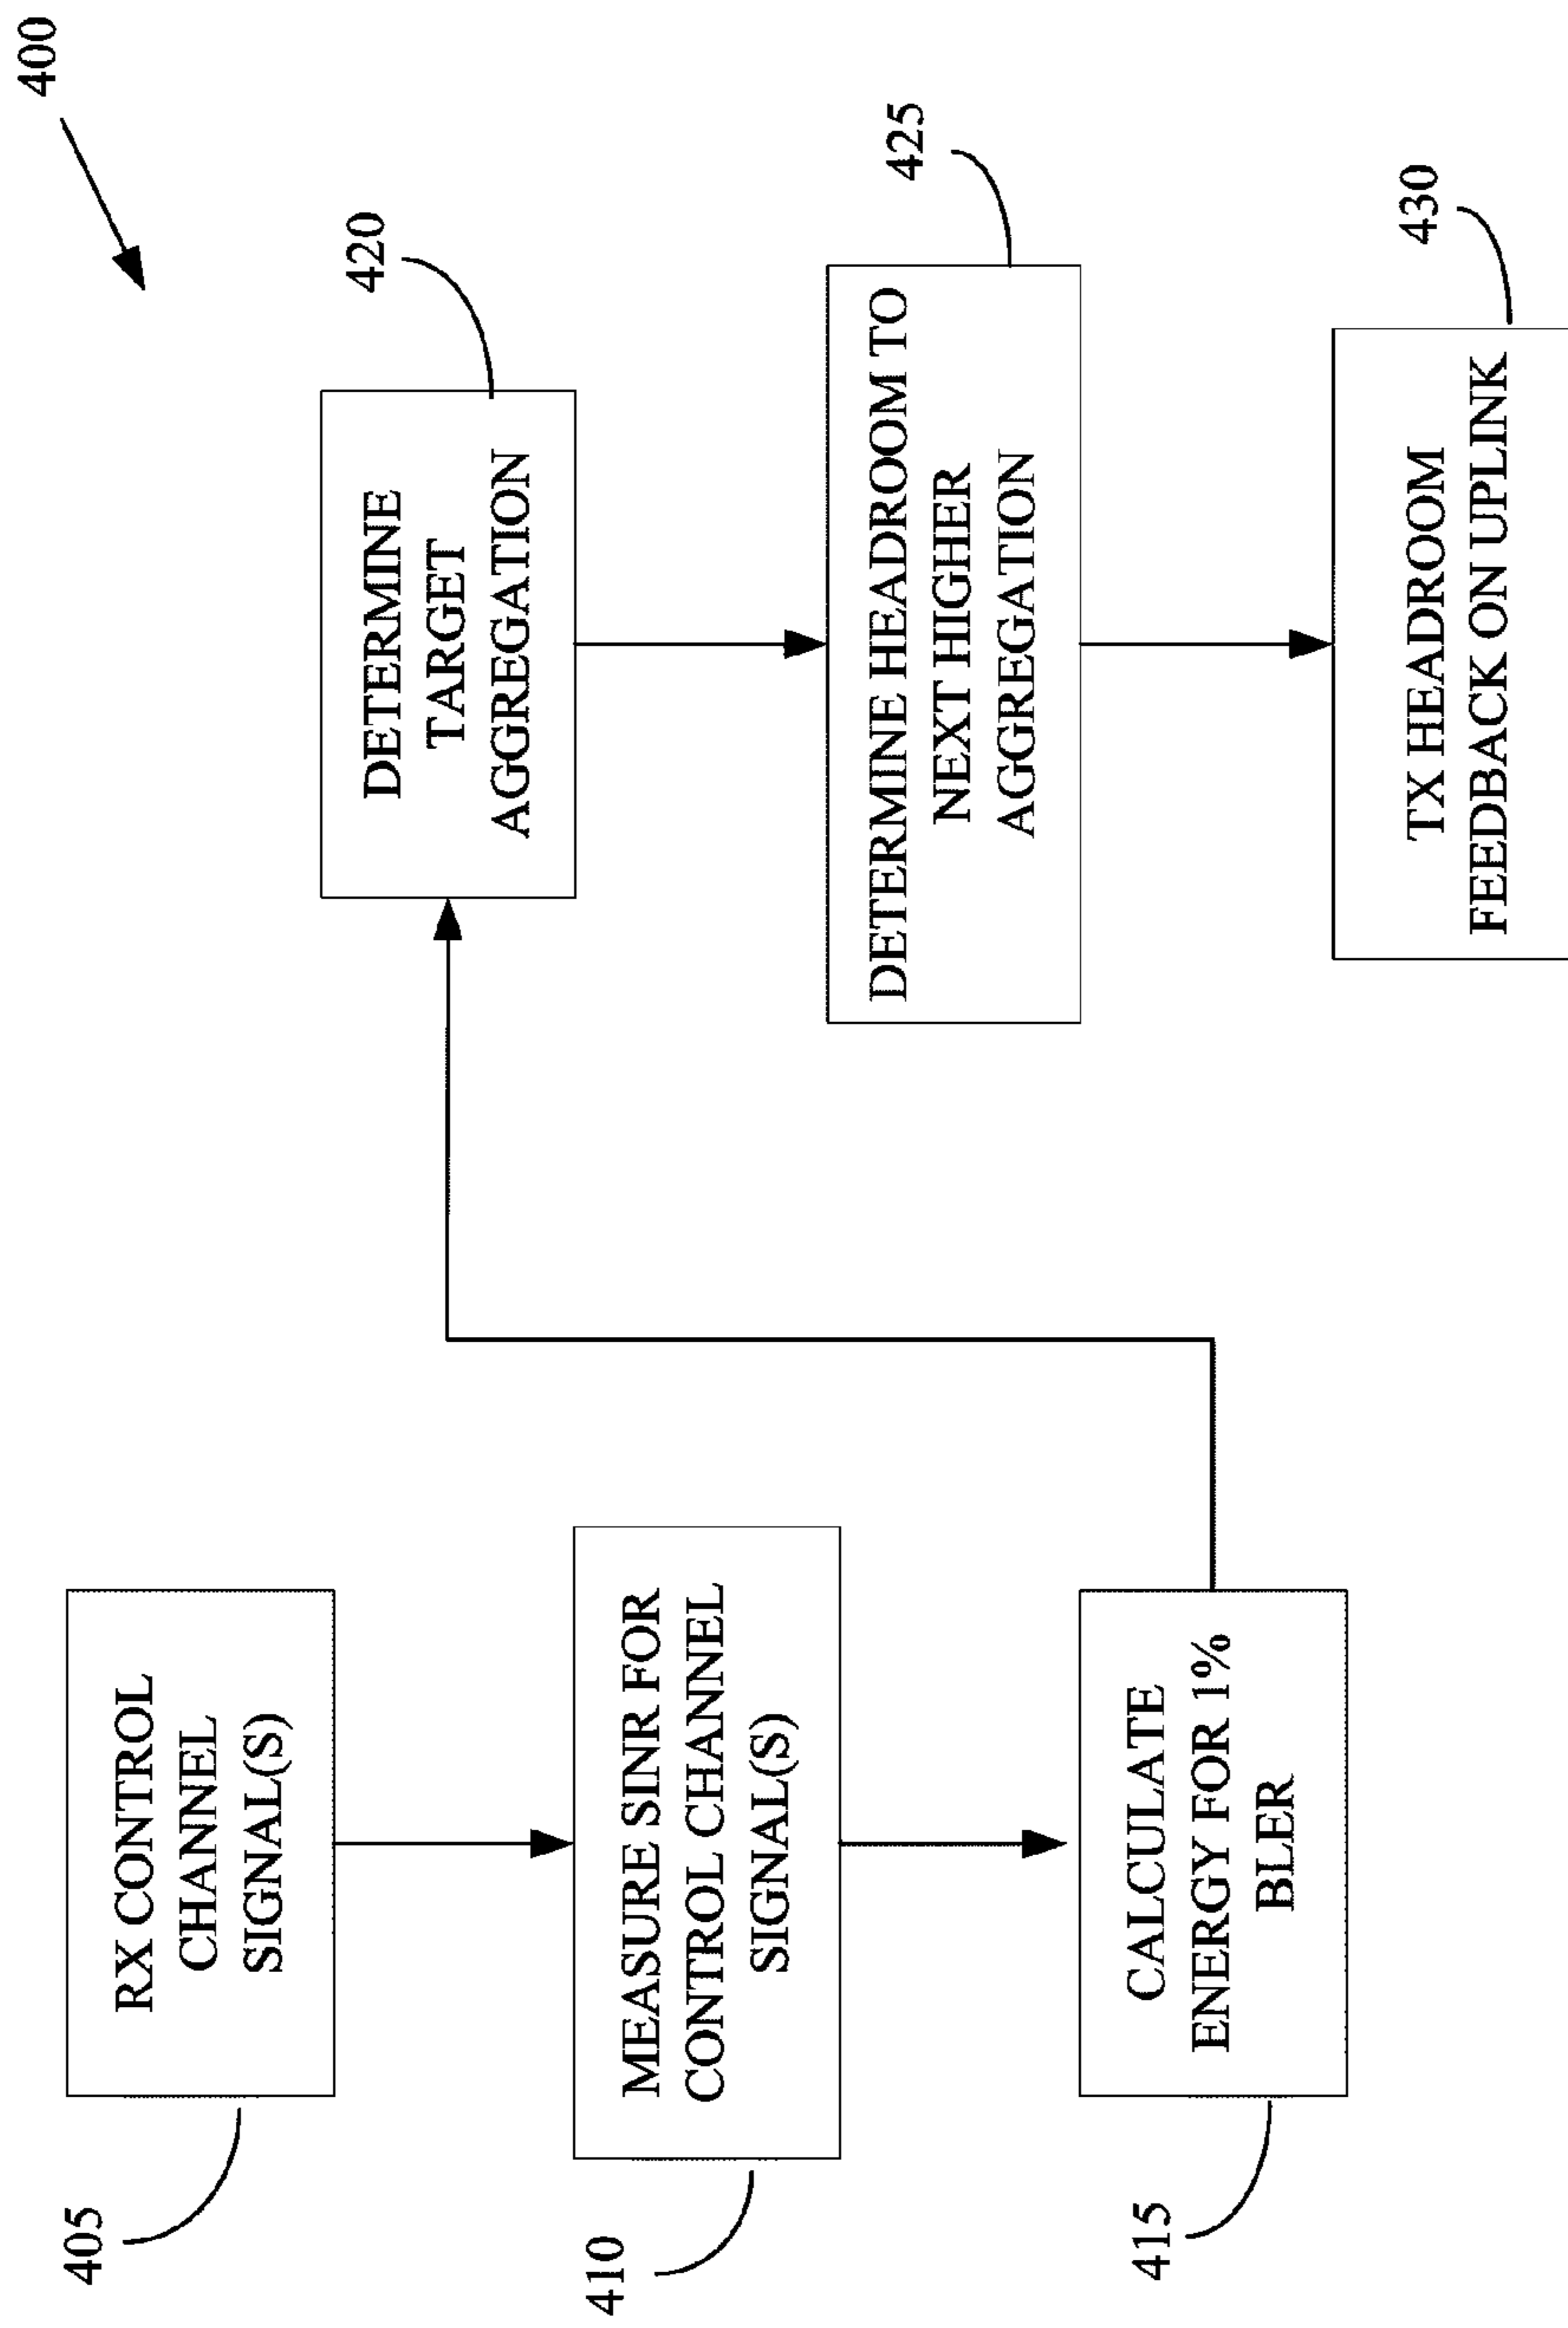 400
405
RX CONTROL
CHANNEL
SIGNAL(S)
410
MEASURE SINR FOR
CONTROL CHANNEL
SIGNAL(S)
415
CALCULATE
ENERGY FOR 1%
BLER
420
DETERMINE
TARGET
AGGREGATION
425
DETERMINE HEADROOM TO
NEXT HIGHER
AGGREGATION
430
TX HEADROOM
FEEDBACK ON UPLINK